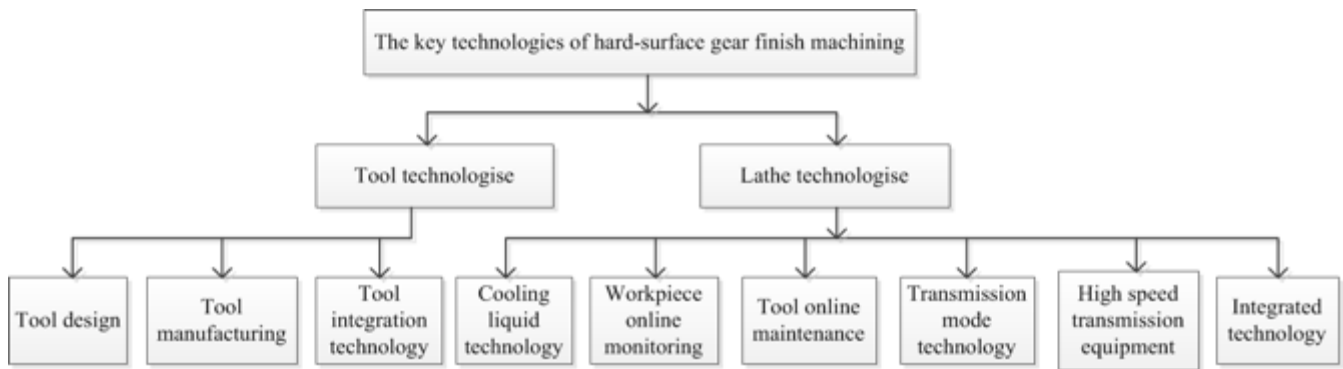 The key technologies of hard-surface gear finish machining
Tool technologise
Lathe technologise
Tool design
Tool
manufacturing
Tool
integration
technology
Cooling
liquid
technology
Workpiece
online
monitoring
Tool online
maintenance
Transmission
mode
technology
High speed
transmission
equipment
Integrated
technology